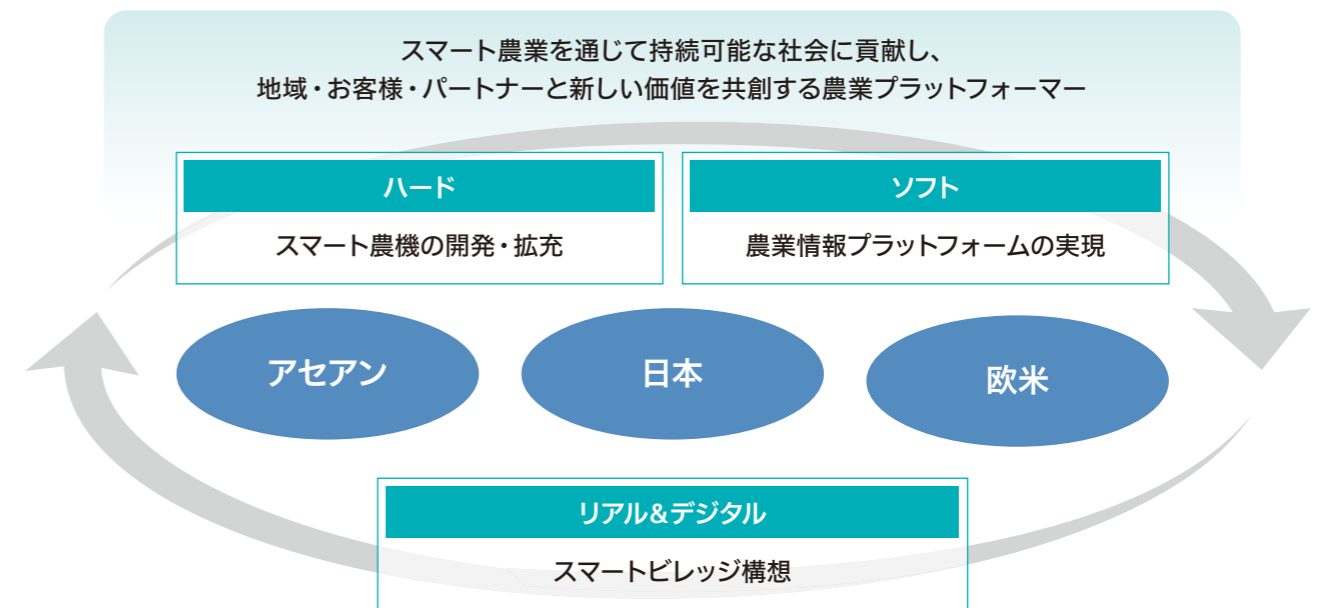 スマート農業を通じて持続可能な社会に貢献し、
地域・お客様・パートナーと新しい価値を共創する農業プラットフォーマー
ハード
スマート農機の開発・拡充
ソフト
農業情報プラットフォームの実現
アセアン
日本
欧米
リアル&デジタル
スマートビレッジ構想